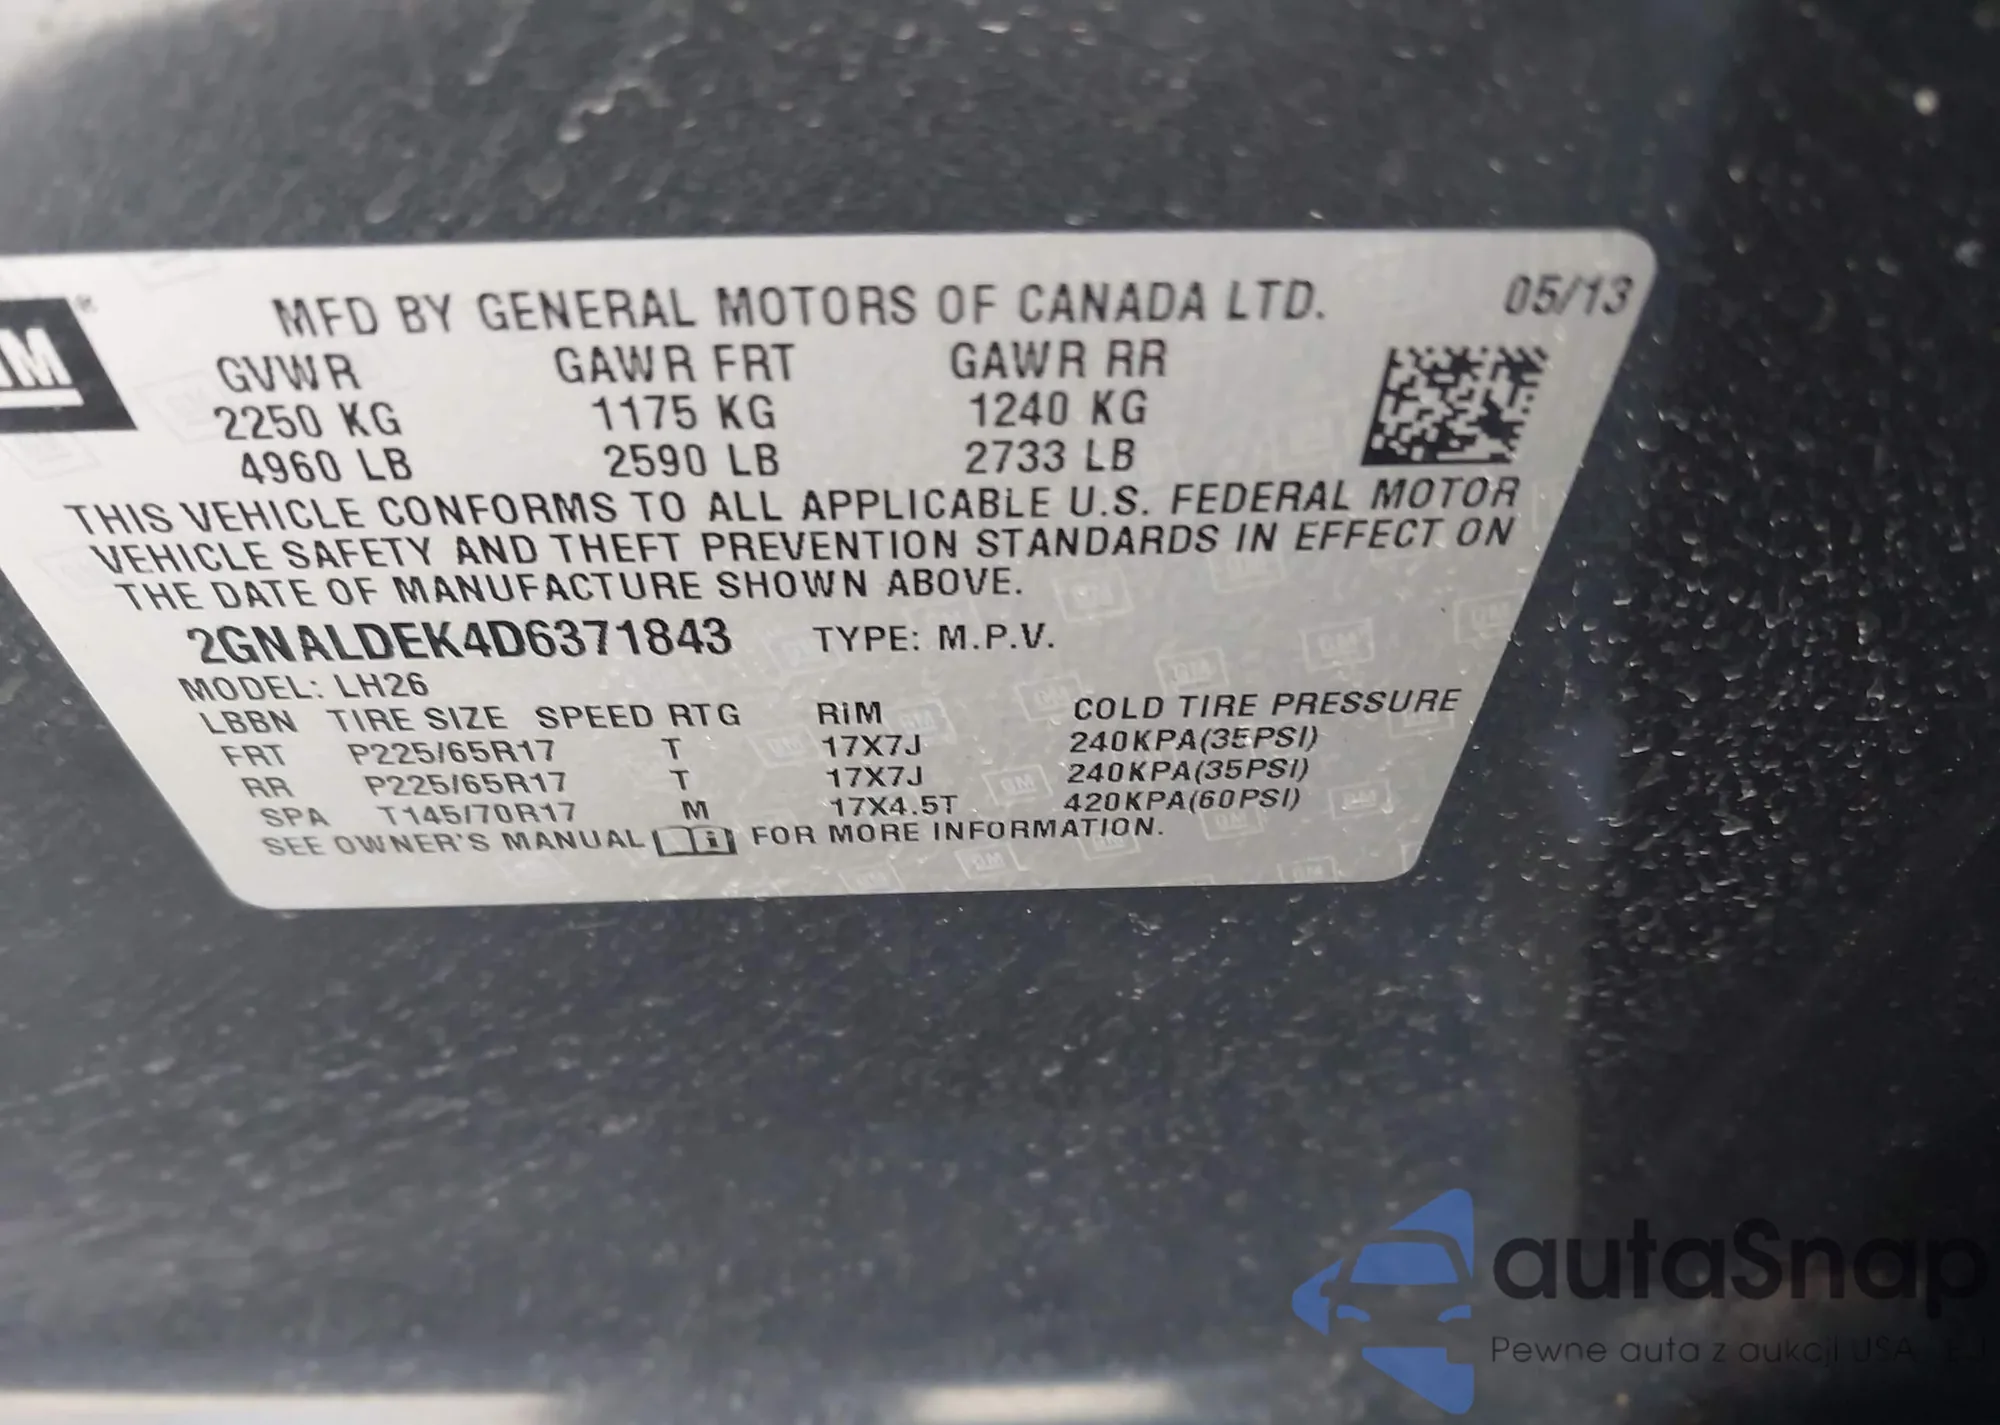 MFD BY GENERAL MOTORS OF CANADA LTD. 05/13
GM ®
GVWR GAWR FRT GAWR RR
2250 KG 1175 KG 1240 KG
4960 LB 2590 LB 2733 LB
THIS VEHICLE CONFORMS TO ALL APPLICABLE U.S. FEDERAL MOTOR
VEHICLE SAFETY AND THEFT PREVENTION STANDARDS IN EFFECT ON
THE DATE OF MANUFACTURE SHOWN ABOVE.
2GNALDEK4D6371843 TYPE: M.P.V.
MODEL: LH26
LBBN TIRE SIZE SPEED RTG RIM COLD TIRE PRESSURE
FRT P225/65R17 T 17X7J 240KPA(35PSI)
RR P225/65R17 T 17X7J 240KPA(35PSI)
SPA T145/70R17 M 17X4.5T 420KPA(60PSI)
SEE OWNER'S MANUAL FOR MORE INFORMATION.
autaSnap
Pewne auta z aukcji USA